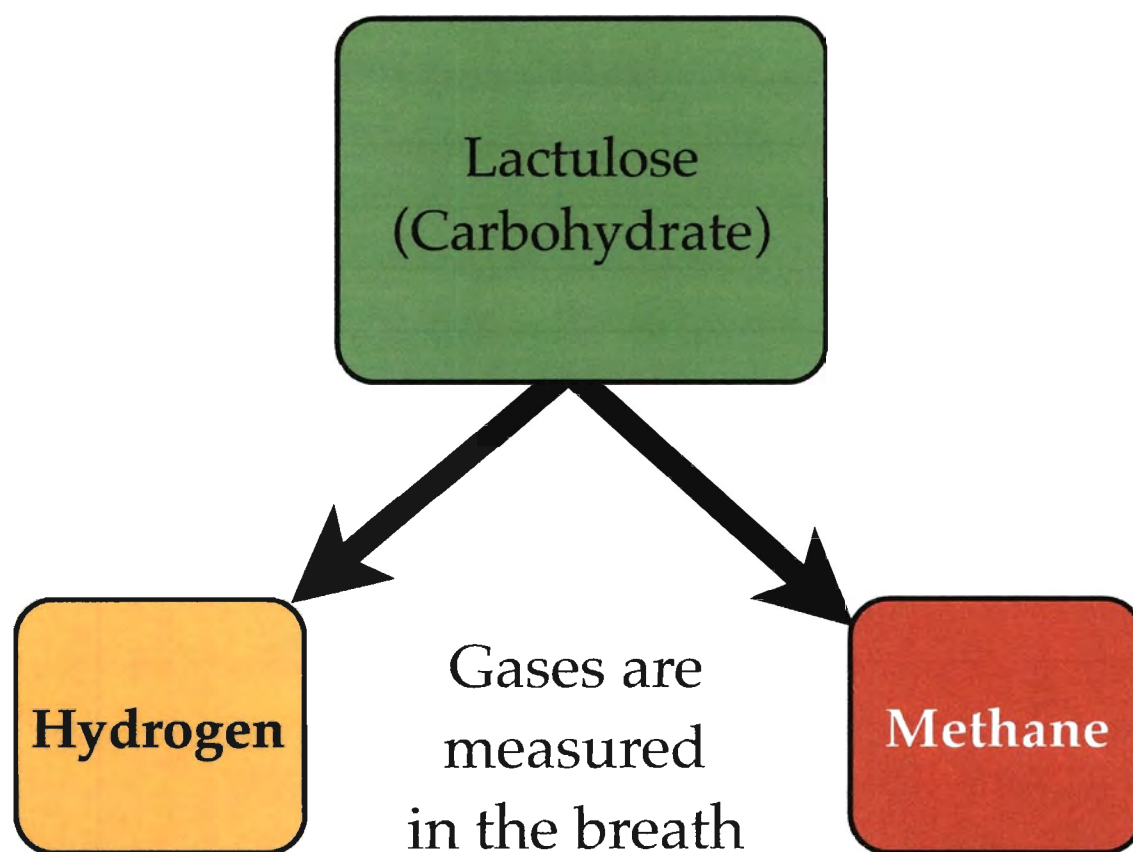 Lactulose
(Carbohydrate)
Hydrogen
Gases are
measured
in the breath
Methane